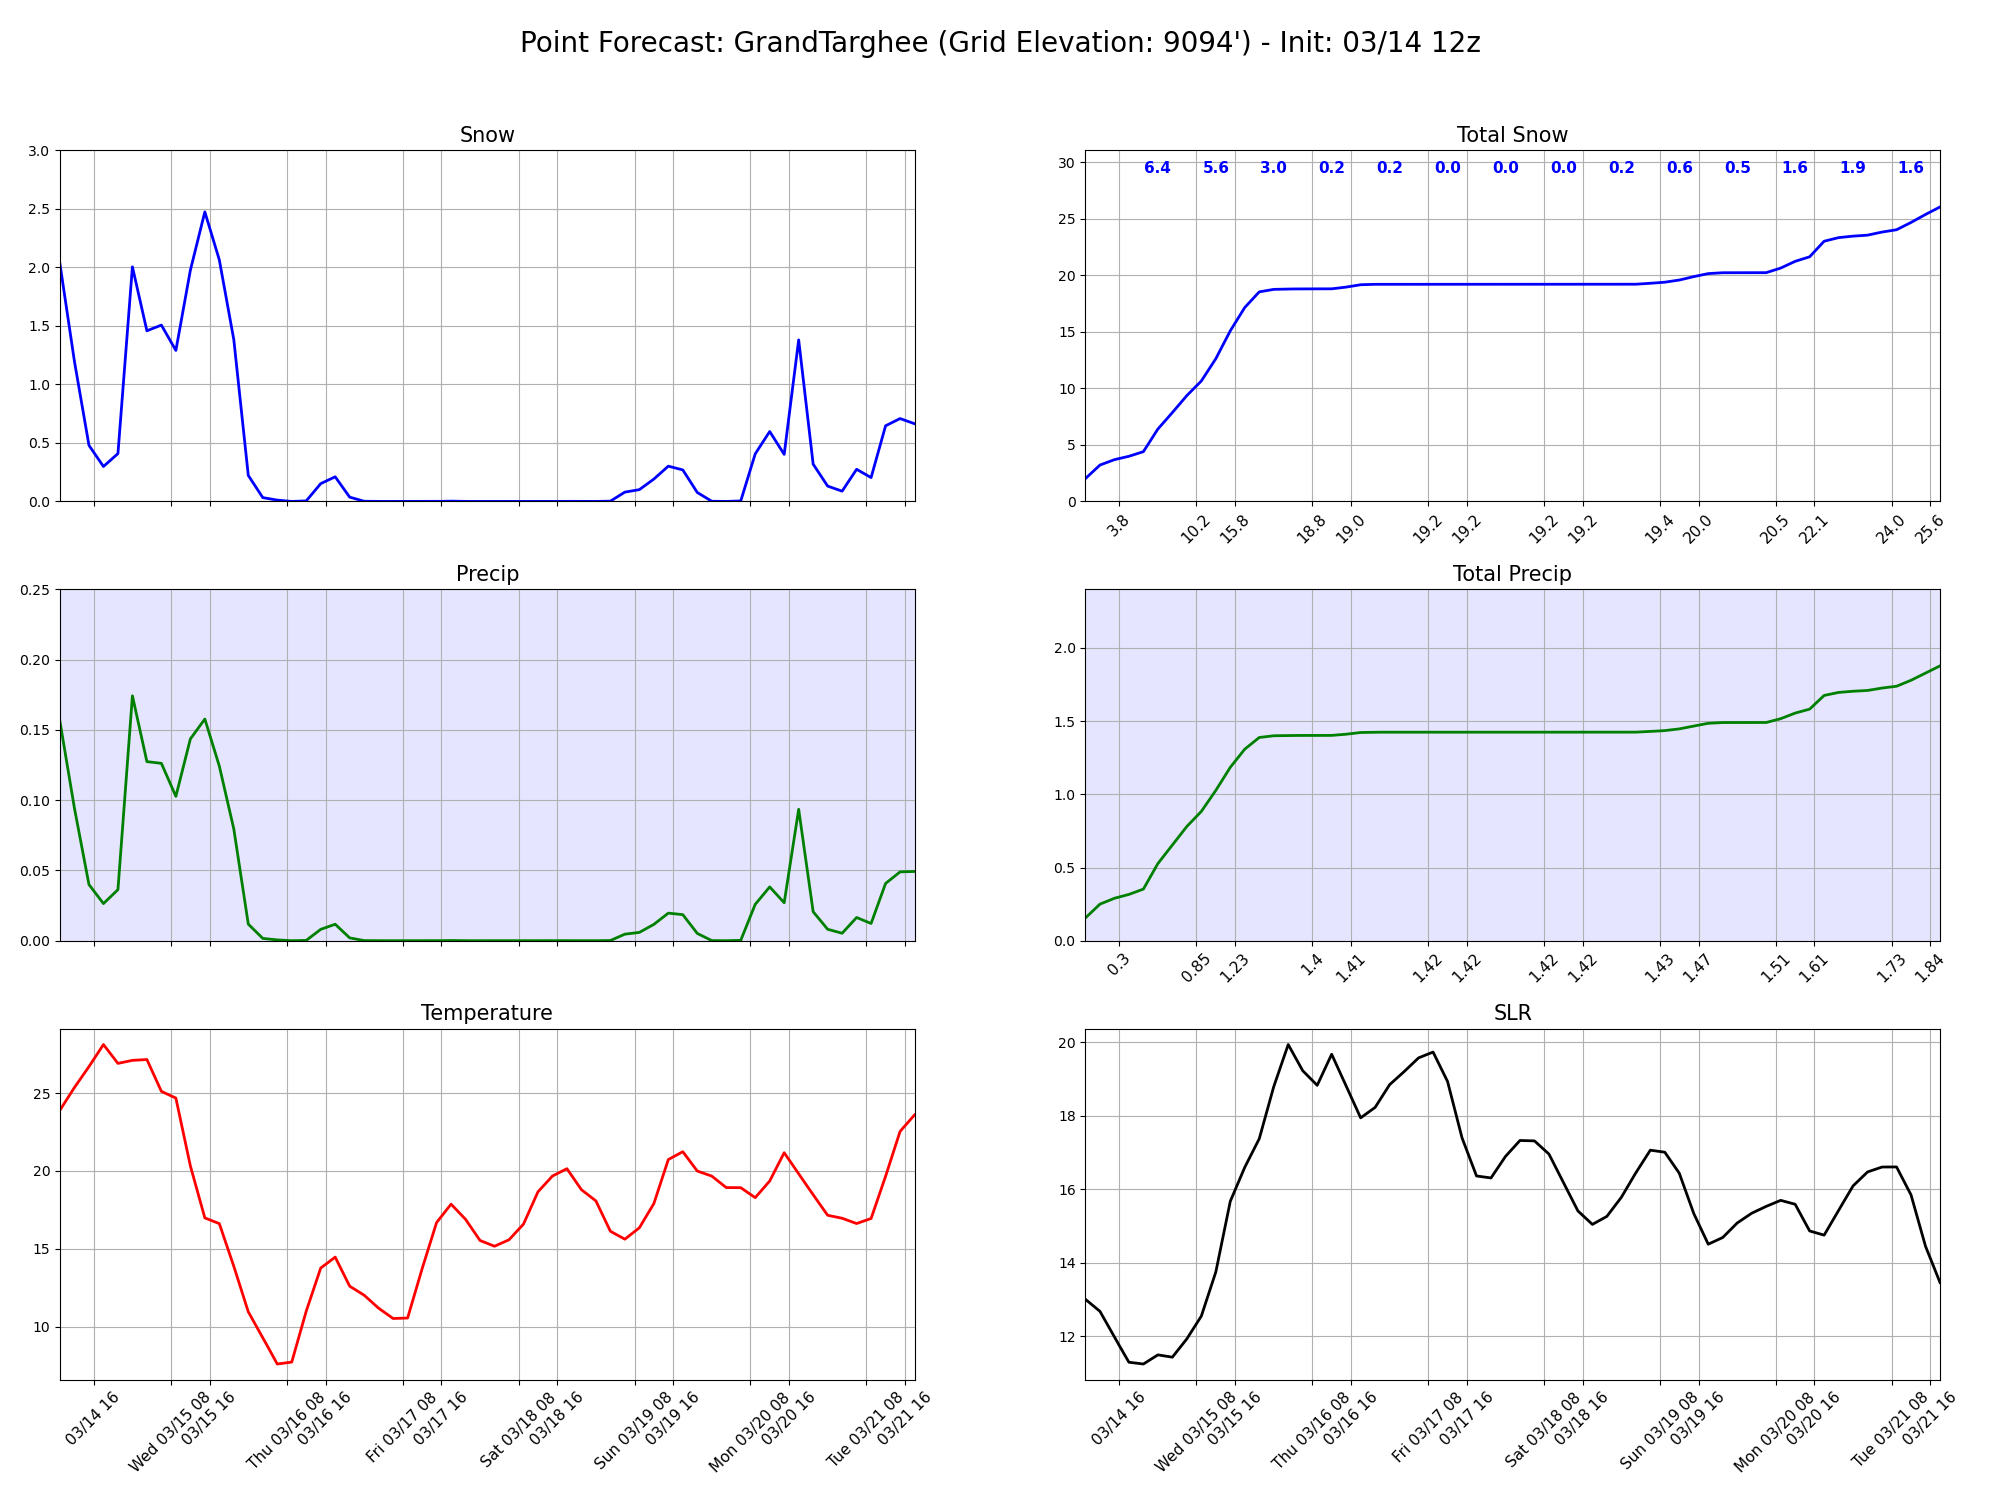 Point Forecast: GrandTarghee (Grid Elevation: 9094') - Init: 03/14 12z
Snow
3.0
2.5
2.0
1.5
1.0
0.5
0.0
Total Snow
30
25
20
15
10
5
0
6.4 5.6 3.0 0.2 0.2 0.0 0.0 0.0 0.2 0.6 0.5 1.6 1.9 1.6
3.8 10.2 15.8 18.8 19.0 19.2 19.2 19.2 19.2 19.4 20.0 20.5 22.1 24.0 25.6
Precip
0.25
0.20
0.15
0.10
0.05
0.00
Total Precip
2.0
1.5
1.0
0.5
0.0
0.3 0.85 1.23 1.4 1.41 1.42 1.42 1.42 1.42 1.43 1.47 1.51 1.61 1.73 1.84
Temperature
25
20
15
10
03/14 16
Wed 03/15 08
03/15 16
Thu 03/16 08
03/16 16
Fri 03/17 08
03/17 16
Sat 03/18 08
03/18 16
Sun 03/19 08
03/19 16
Mon 03/20 08
03/20 16
Tue 03/21 08
03/21 16
SLR
20
18
16
14
12
03/14 16
Wed 03/15 08
03/15 16
Thu 03/16 08
03/16 16
Fri 03/17 08
03/17 16
Sat 03/18 08
03/18 16
Sun 03/19 08
03/19 16
Mon 03/20 08
03/20 16
Tue 03/21 08
03/21 16